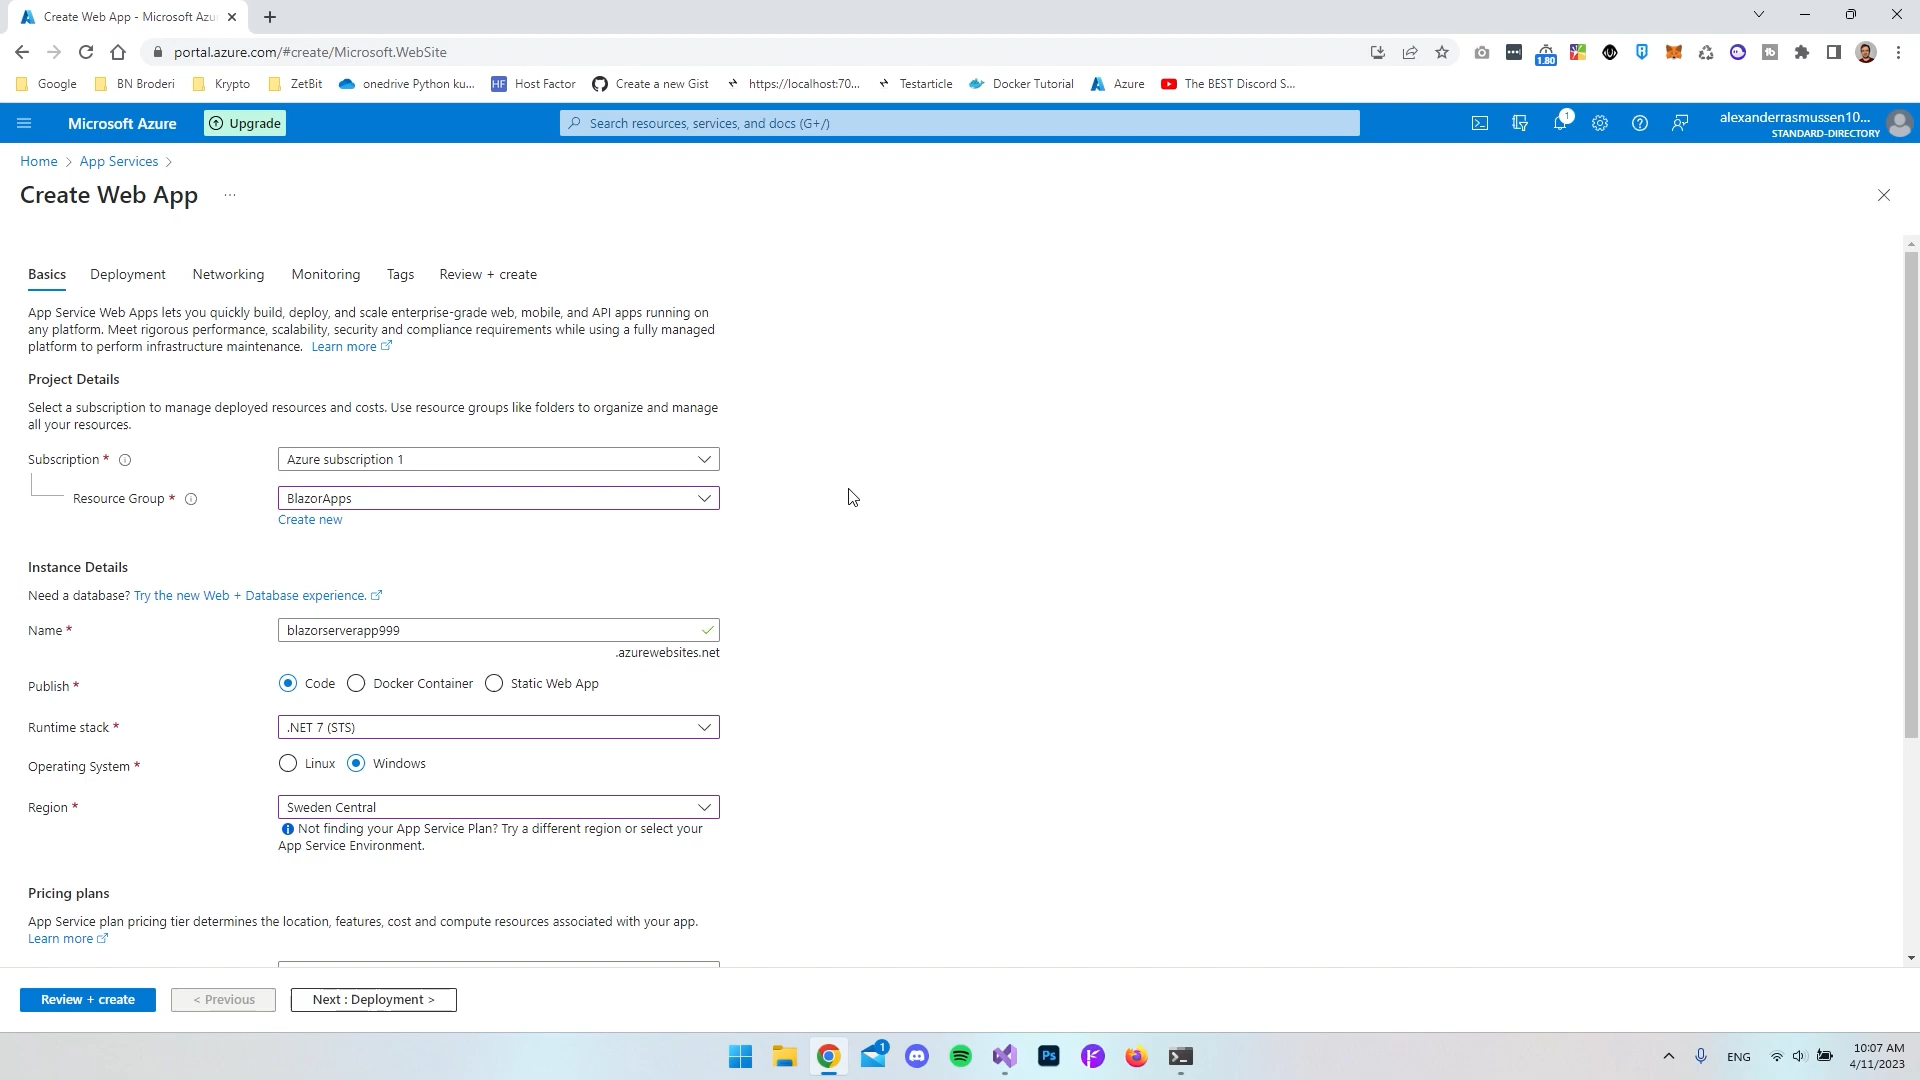 Create Web App - Microsoft Azu
portal.azure.com/#create/Microsoft.WebSite
1.80
Google
BN Broderi
Krypto
ZetBit
onedrive Python ku...
HF
Host Factor
Create a new Gist
https://localhost:70...
Testarticle
Docker Tutorial
Azure
The BEST Discord S...
Microsoft Azure
Upgrade
Search resources, services, and docs (G+/)
1
alexanderrasmussen10...
STANDARD-DIRECTORY
Home > App Services >
Create Web App ...
Basics
Deployment
Networking
Monitoring
Tags
Review + create
App Service Web Apps lets you quickly build, deploy, and scale enterprise-grade web, mobile, and API apps running on
any platform. Meet rigorous performance, scalability, security and compliance requirements while using a fully managed
platform to perform infrastructure maintenance. Learn more
Project Details
Select a subscription to manage deployed resources and costs. Use resource groups like folders to organize and manage
all your resources.
Subscription *
Azure subscription 1
Resource Group *
BlazorApps
Create new
Instance Details
Need a database? Try the new Web + Database experience.
Name *
blazorserverapp999
.azurewebsites.net
Publish *
Code
Docker Container
Static Web App
Runtime stack *
.NET 7 (STS)
Operating System *
Linux
Windows
Region *
Sweden Central
Not finding your App Service Plan? Try a different region or select your
App Service Environment.
Pricing plans
App Service plan pricing tier determines the location, features, cost and compute resources associated with your app.
Learn more
Review + create
< Previous
Next : Deployment >
1
Ps
ENG
10:07 AM
4/11/2023